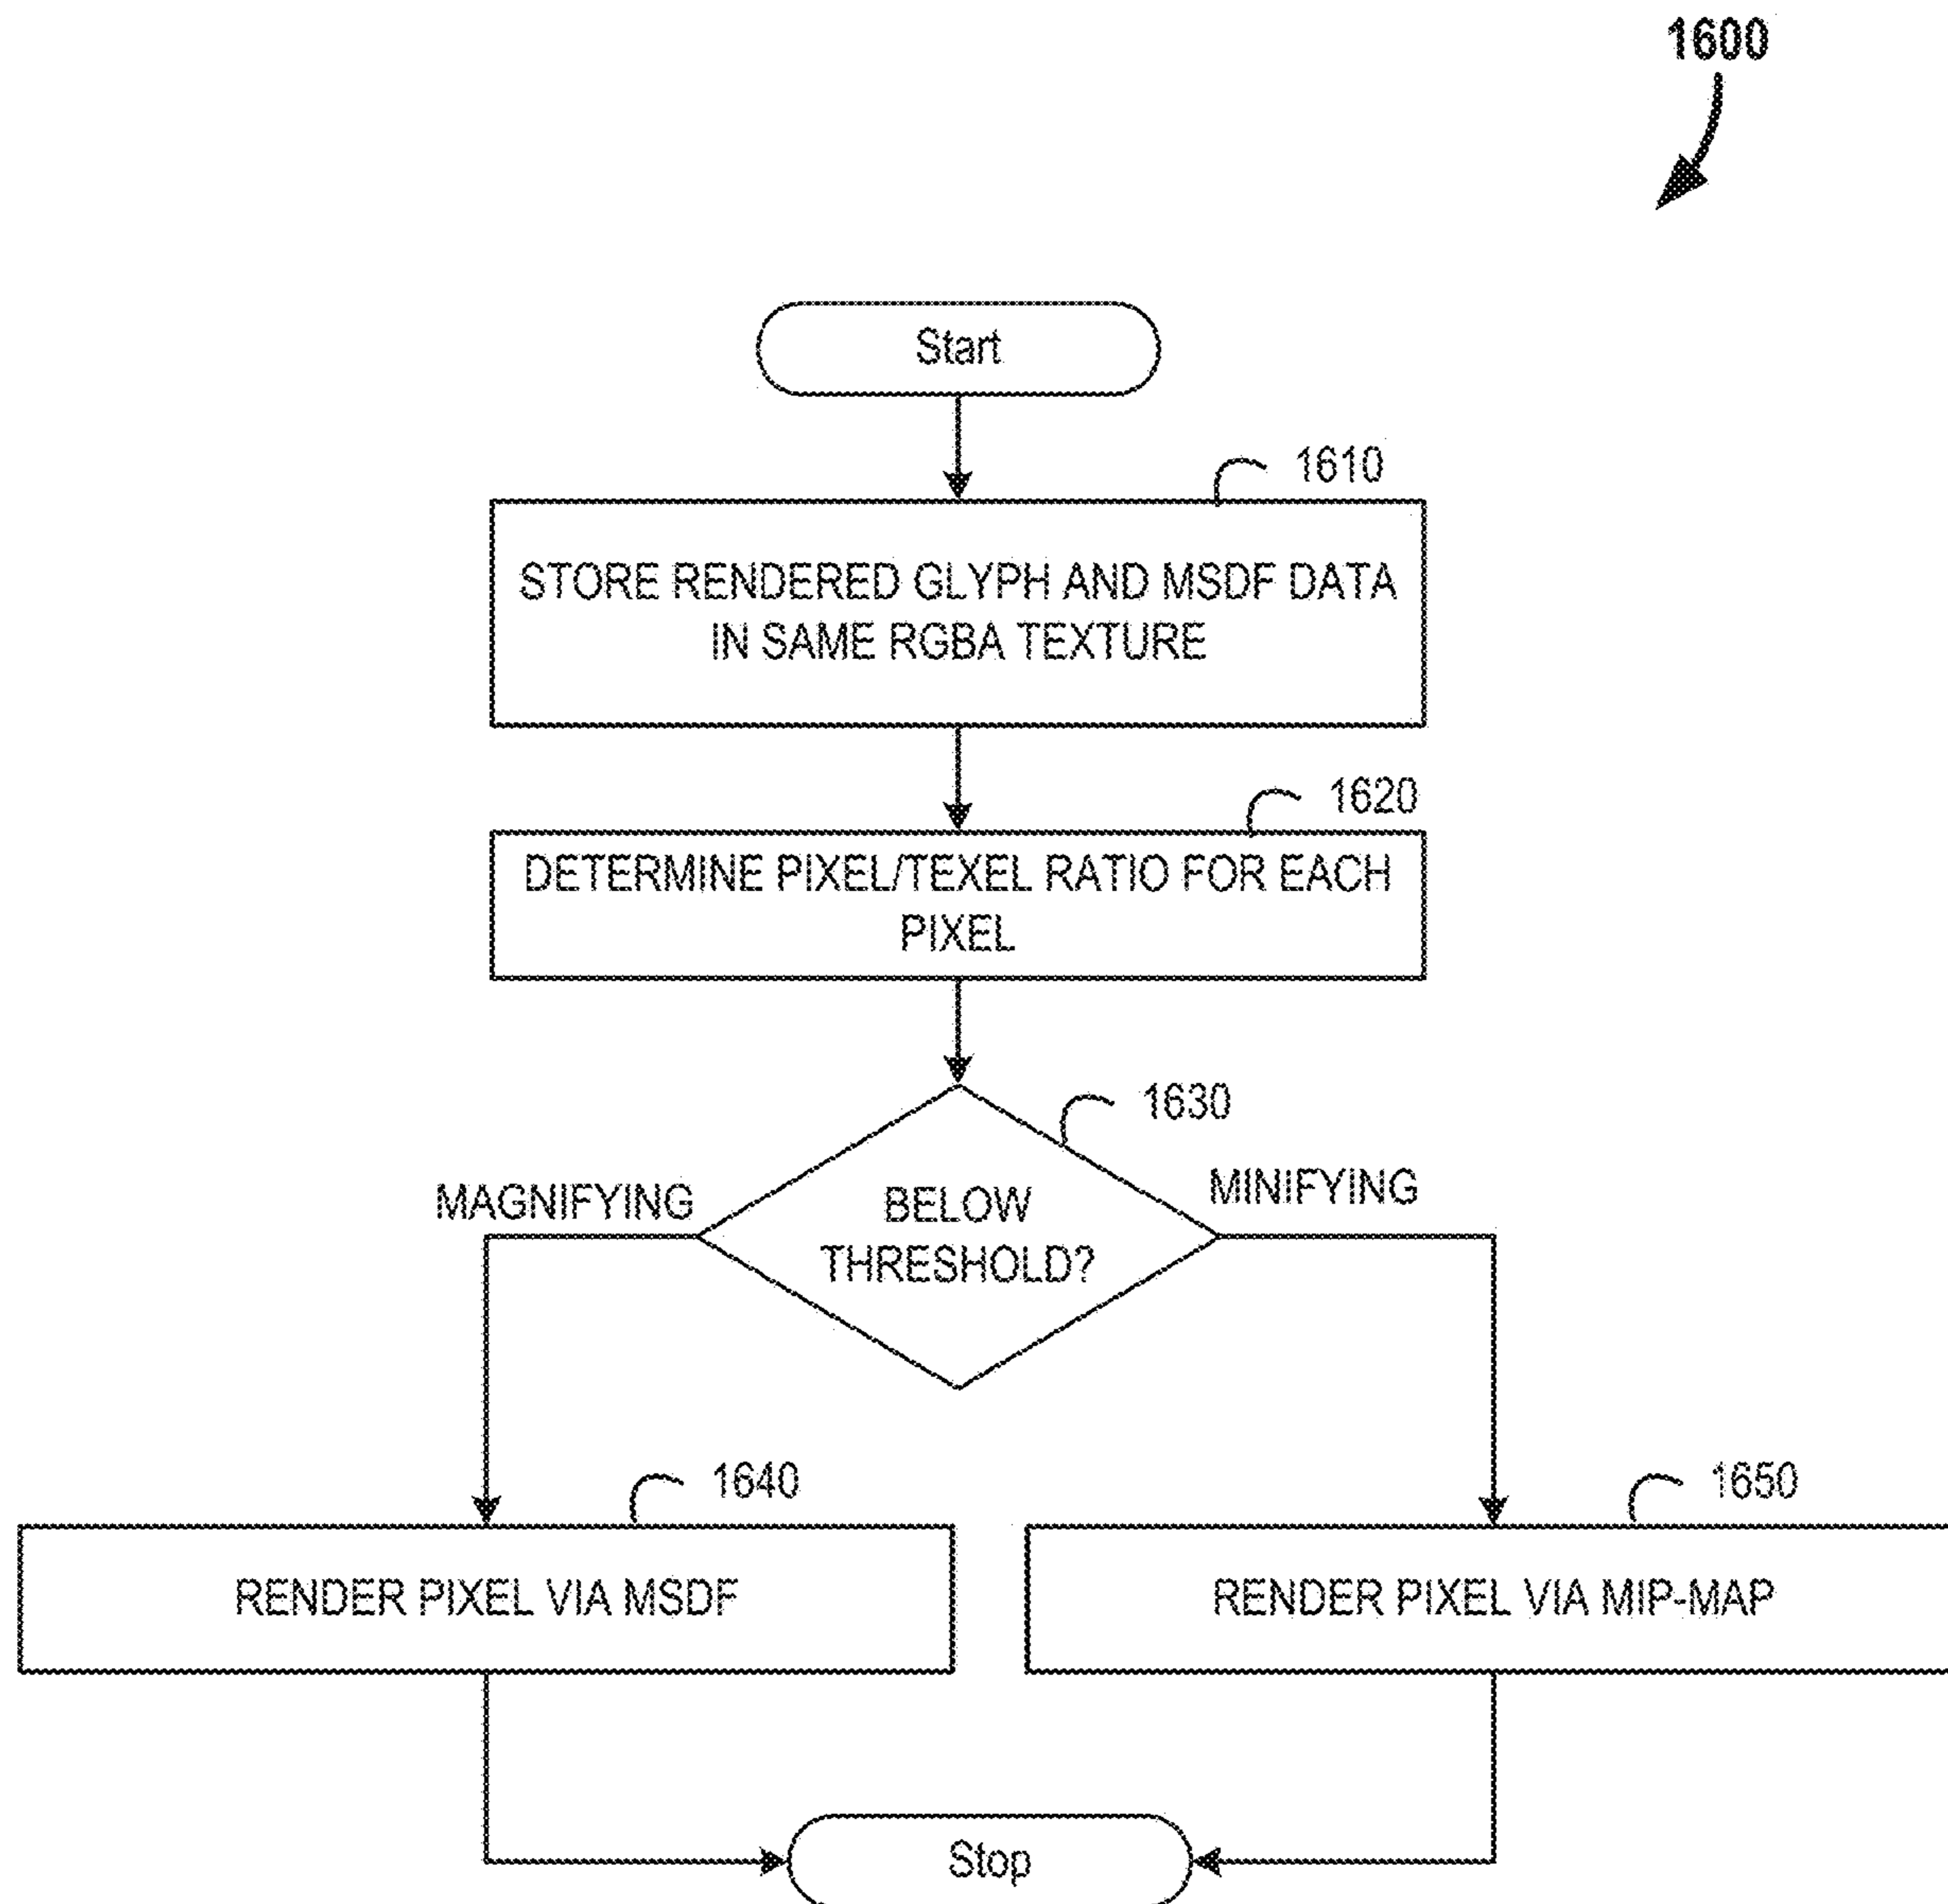 1600
Start
1610
STORE RENDERED GLYPH AND MSDF DATA
IN SAME RGBA TEXTURE
1620
DETERMINE PIXEL/TEXEL RATIO FOR EACH
PIXEL
1630
MAGNIFYING
BELOW
THRESHOLD?
MINIFYING
1640
RENDER PIXEL VIA MSDF
1650
RENDER PIXEL VIA MIP-MAP
Stop